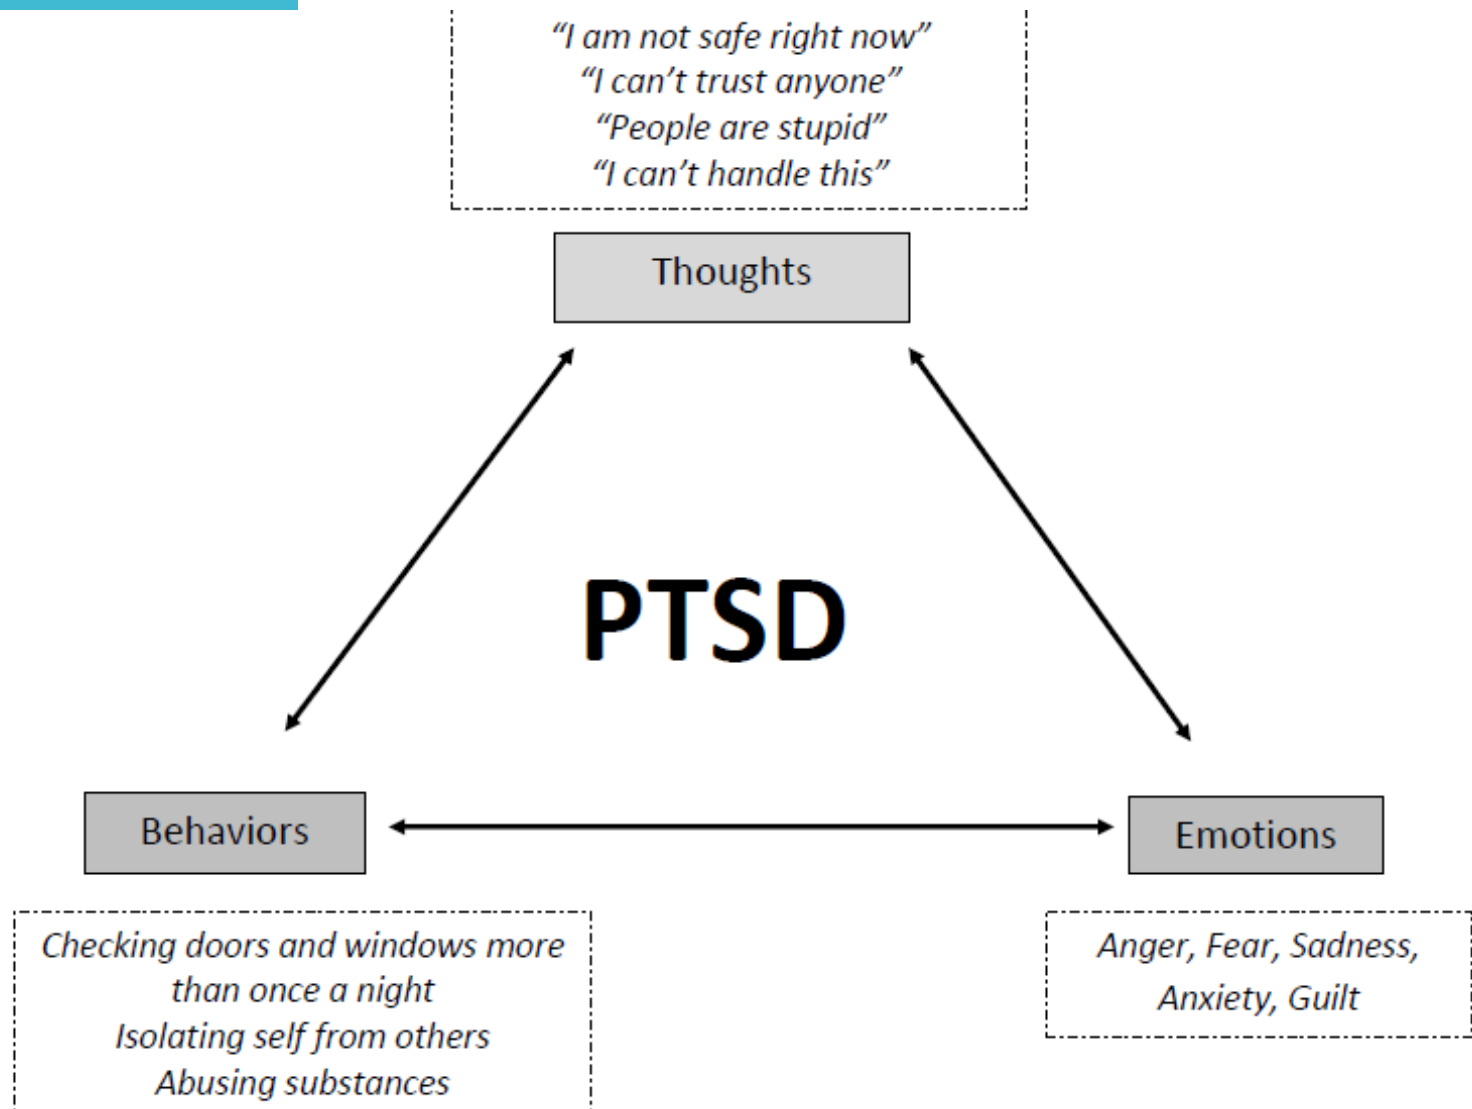 “I am not safe right now”
“I can’t trust anyone”
“People are stupid”
“I can’t handle this”
Thoughts
PTSD
Behaviors
Emotions
Checking doors and windows more
than once a night
Isolating self from others
Abusing substances
Anger, Fear, Sadness,
Anxiety, Guilt